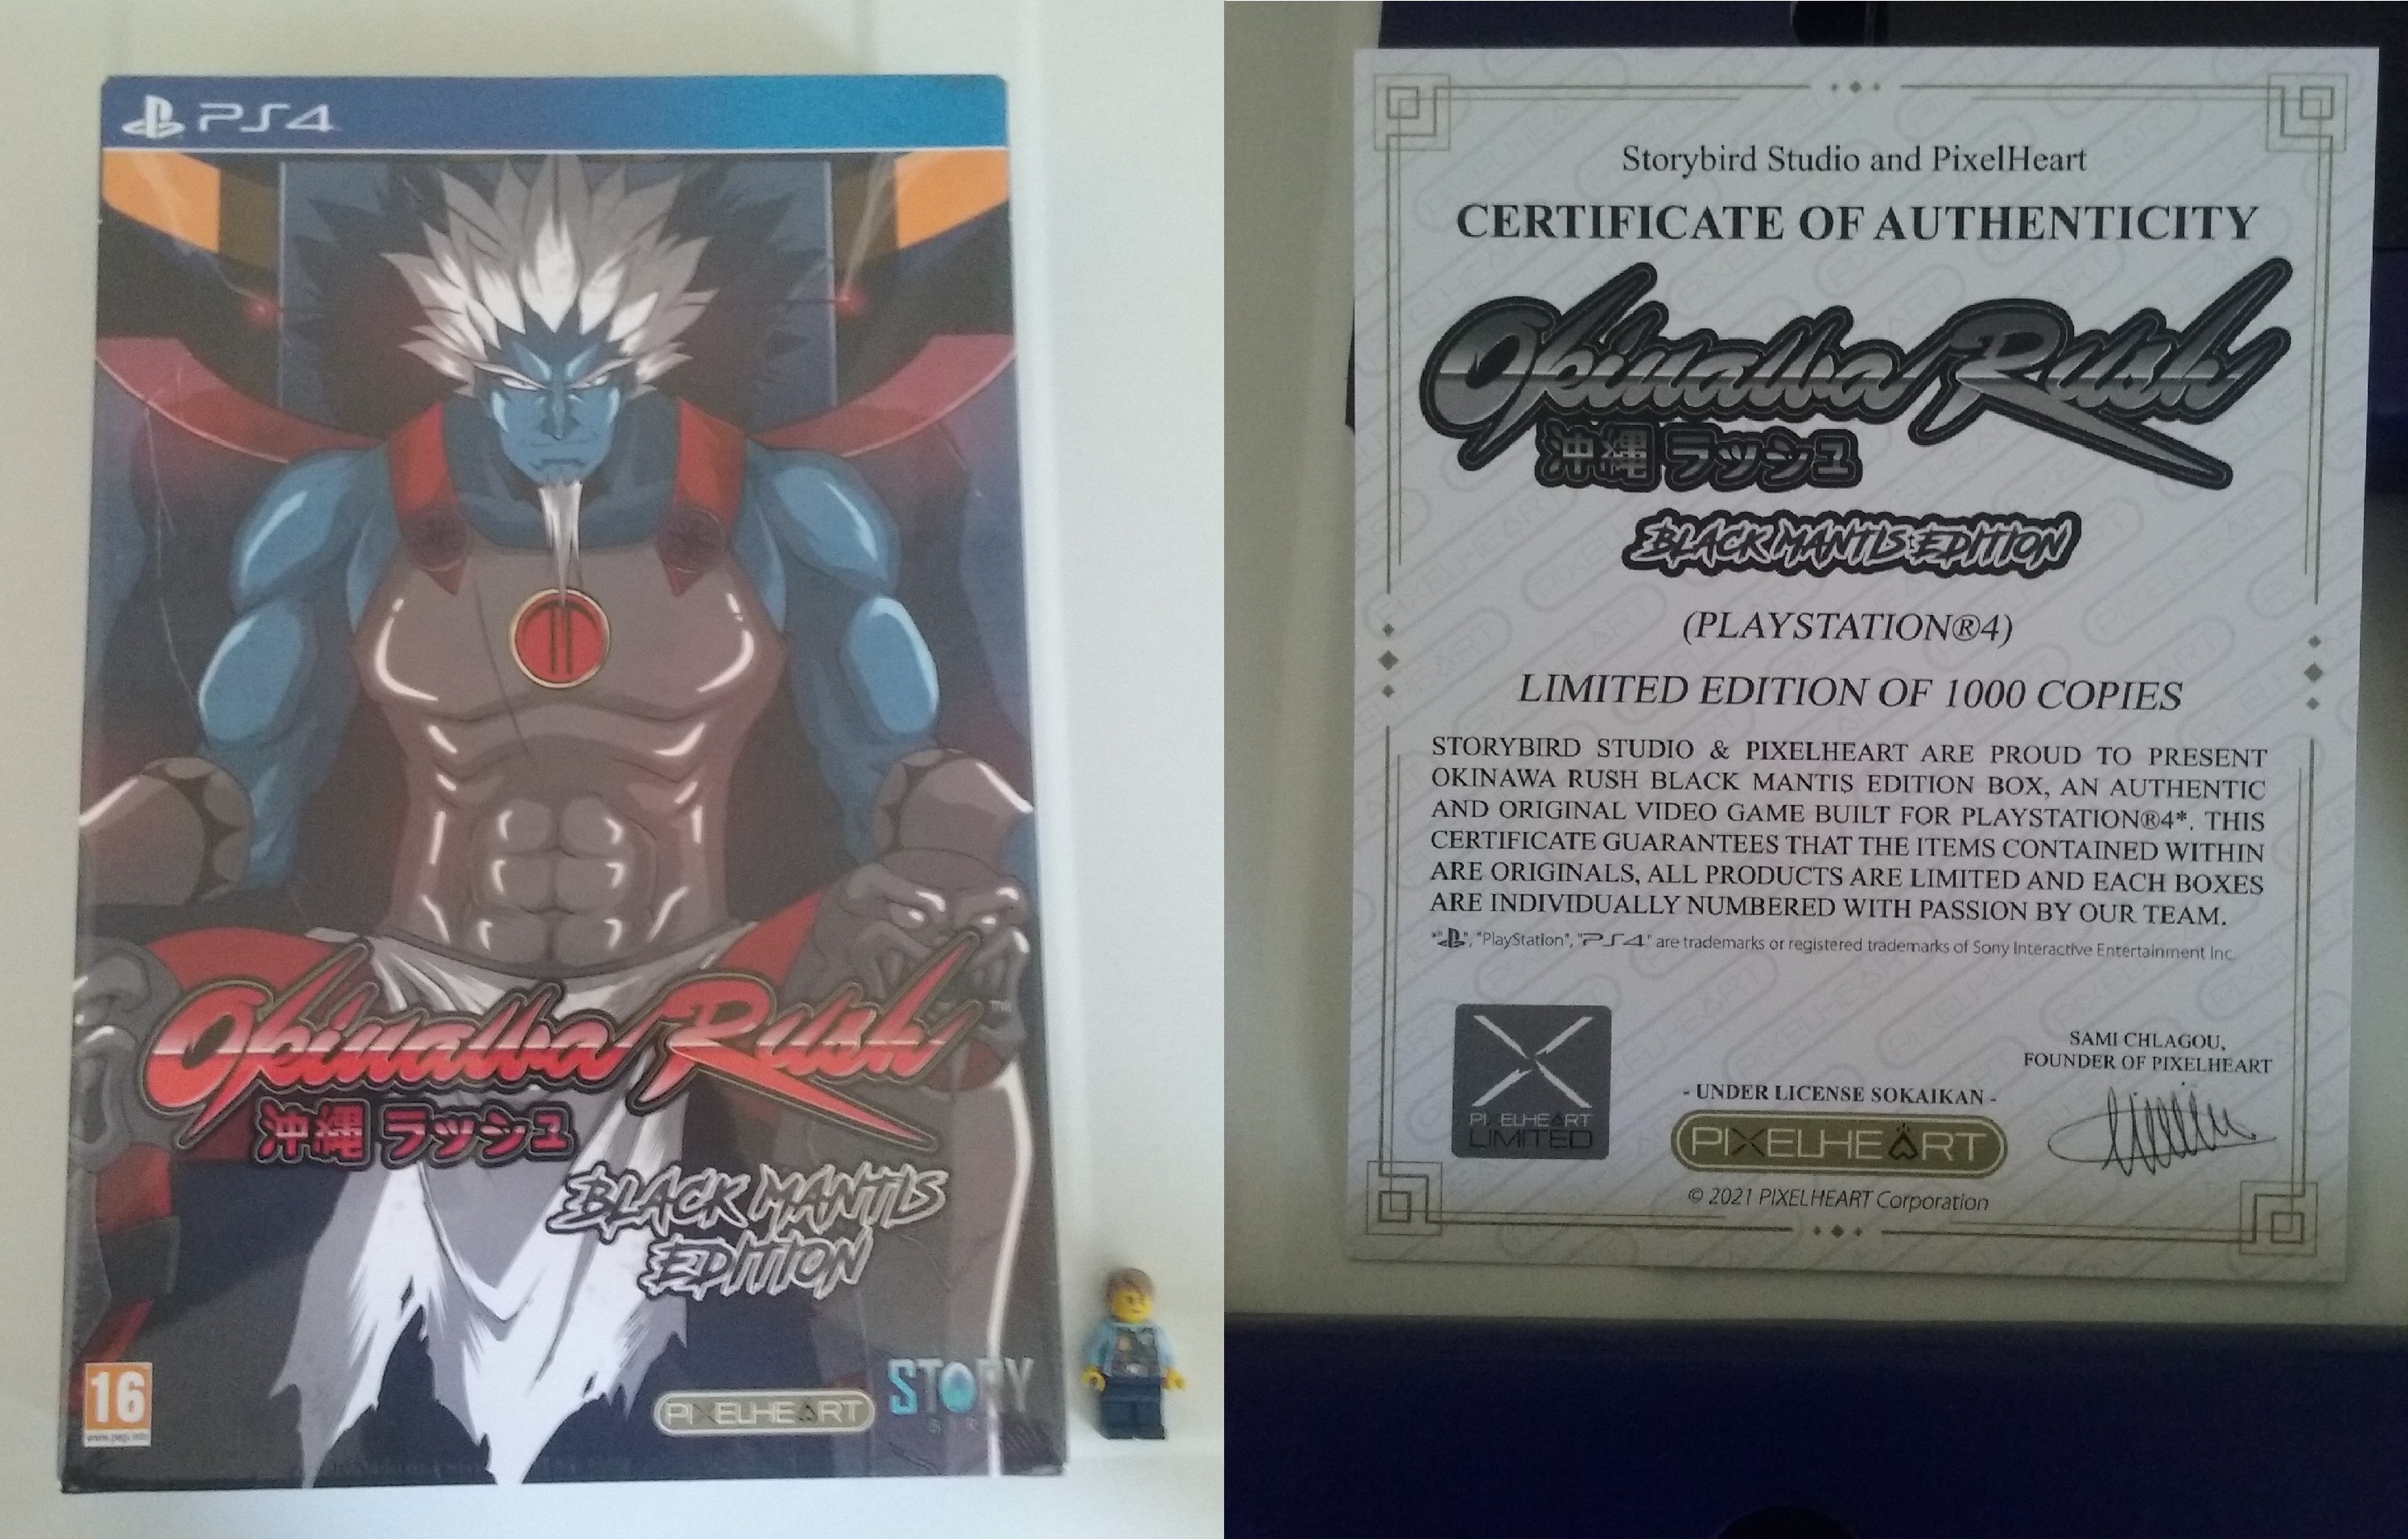 PS4
Okinawa Rush
TM
沖縄 ラッシュ
BLACK MANTIS
EDITION
16
www.pegi.info
PIXELHEART
STORY
Storybird Studio and PixelHeart
CERTIFICATE OF AUTHENTICITY
Okinawa Rush
沖縄 ラッシュ
BLACK MANTIS EDITION
(PLAYSTATION®4)
LIMITED EDITION OF 1000 COPIES
STORYBIRD STUDIO & PIXELHEART ARE PROUD TO PRESENT
OKINAWA RUSH BLACK MANTIS EDITION BOX, AN AUTHENTIC
AND ORIGINAL VIDEO GAME BUILT FOR PLAYSTATION®4*. THIS
CERTIFICATE GUARANTEES THAT THE ITEMS CONTAINED WITHIN
ARE ORIGINALS, ALL PRODUCTS ARE LIMITED AND EACH BOXES
ARE INDIVIDUALLY NUMBERED WITH PASSION BY OUR TEAM.
*"", "PlayStation", "PS4" are trademarks or registered trademarks of Sony Interactive Entertainment Inc.
PIXELHEART
LIMITED
- UNDER LICENSE SOKAIKAN -
PIXELHEART
© 2021 PIXELHEART Corporation
SAMI CHLAGOU,
FOUNDER OF PIXELHEART